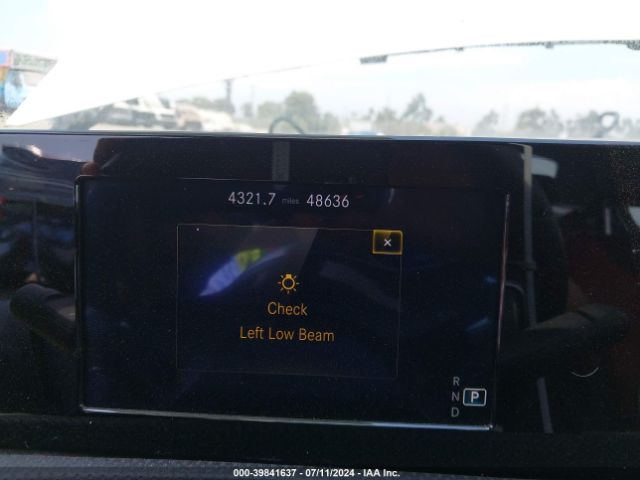 4321.7 miles 48636
×
Check
Left Low Beam
R
N P
D
000-39841637 - 07/11/2024 - IAA Inc.